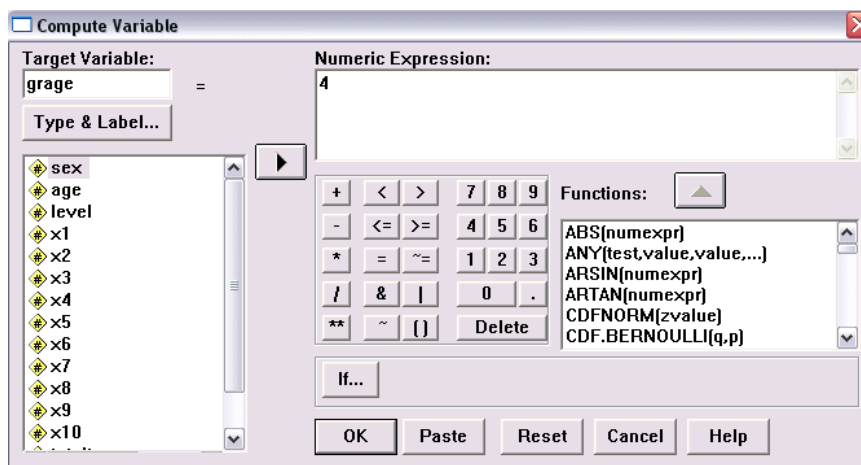 Compute Variable
Target Variable:
grage
=
Type & Label...
sex
age
level
x1
x2
x3
x4
x5
x6
x7
x8
x9
x10
Numeric Expression:
4
+ < > 7 8 9
- <= >= 4 5 6
* = ~= 1 2 3
/ & | 0 .
** ~ () Delete
Functions:
ABS(numexpr)
ANY(test,value,value,...)
ARSIN(numexpr)
ARTAN(numexpr)
CDFNORM(zvalue)
CDF.BERNOULLI(q,p)
If...
OK Paste Reset Cancel Help